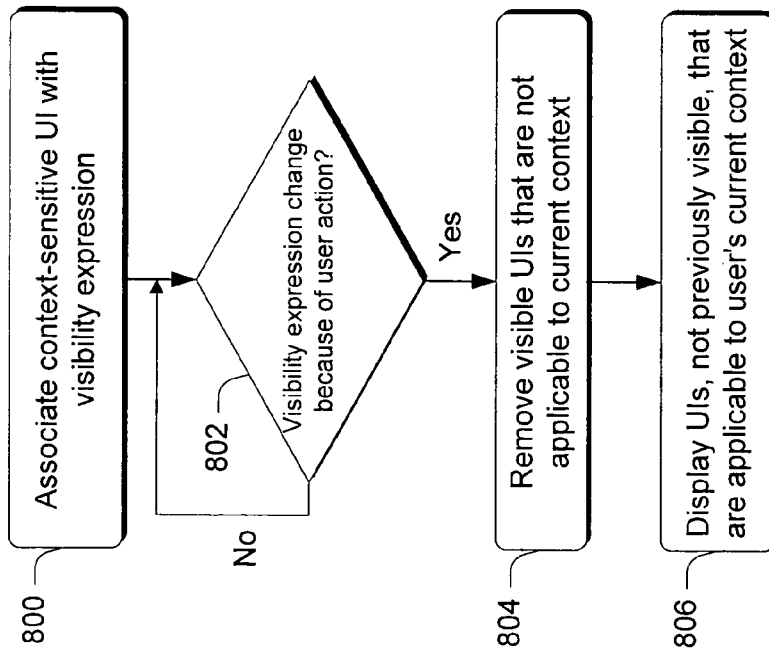 800
Associate context-sensitive UI with
visibility expression
No
802
Visibility expression change
because of user action?
Yes
804
Remove visible UIs that are not
applicable to current context
806
Display UIs, not previously visible, that
are applicable to user's current context